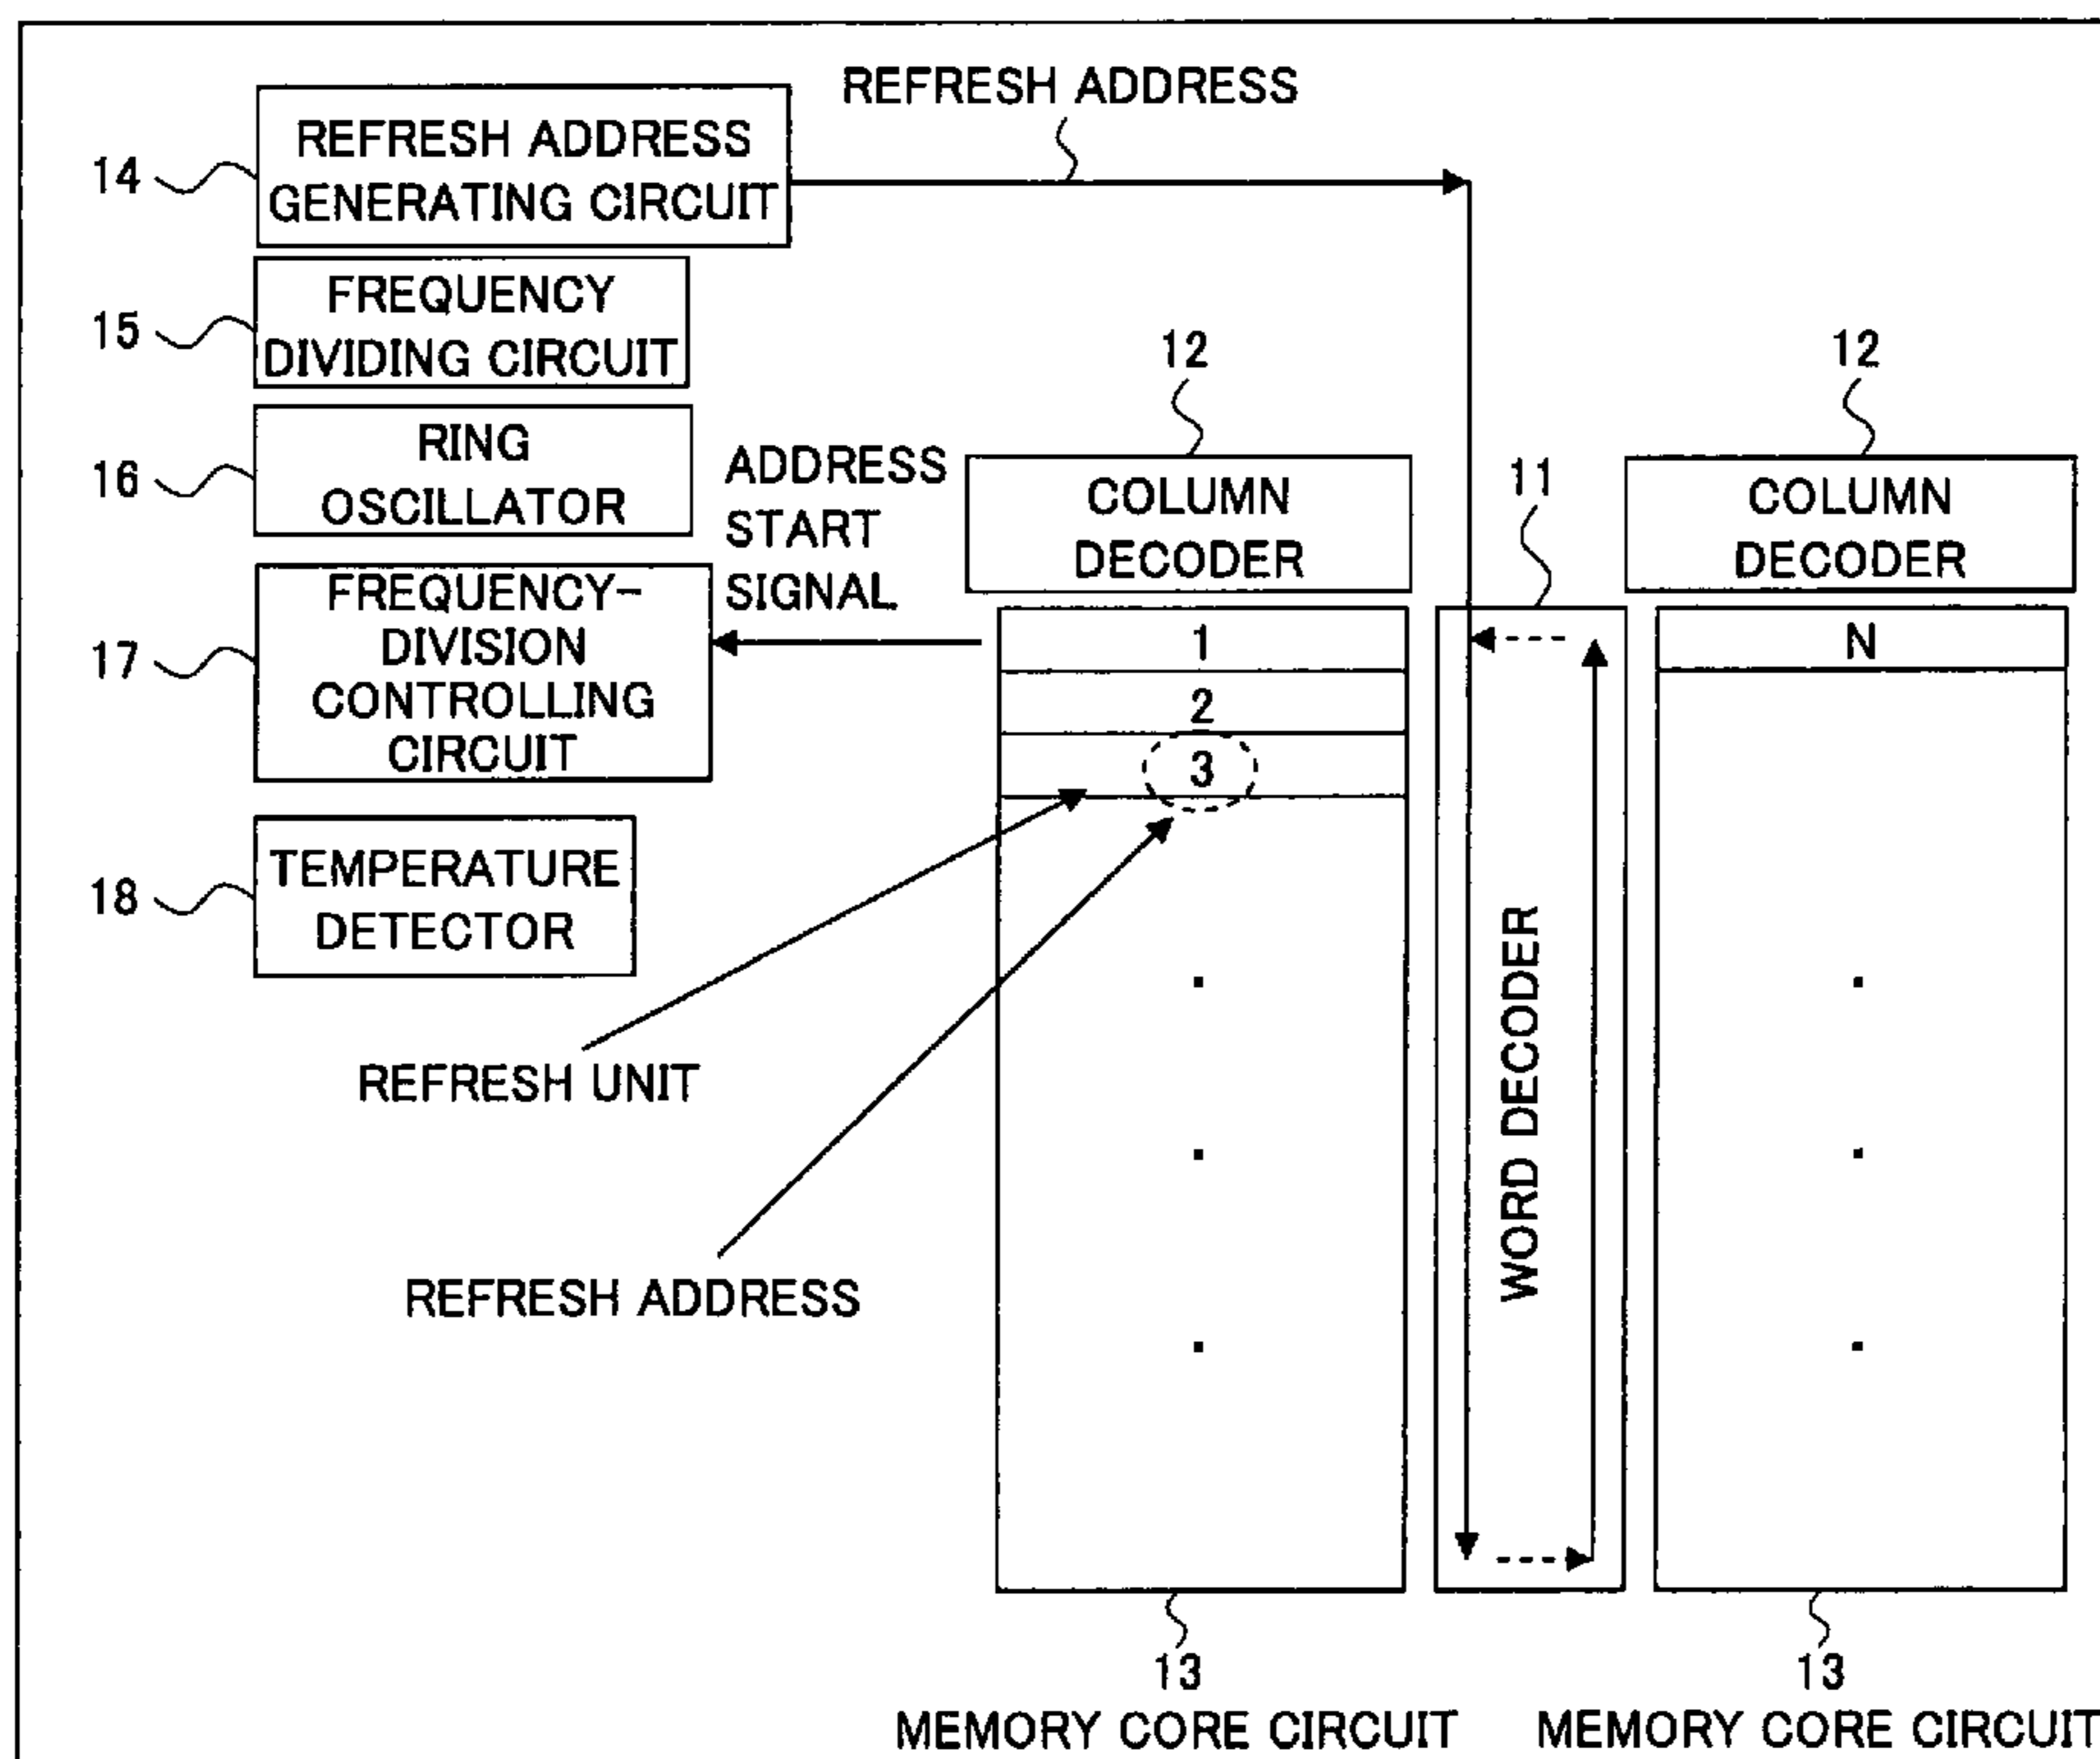 REFRESH ADDRESS
14
REFRESH ADDRESS
GENERATING CIRCUIT
15
FREQUENCY
DIVIDING CIRCUIT
16
RING
OSCILLATOR
17
FREQUENCY-
DIVISION
CONTROLLING
CIRCUIT
18
TEMPERATURE
DETECTOR
ADDRESS
START
SIGNAL
12
COLUMN
DECODER
11
12
COLUMN
DECODER
1
2
3
N
WORD DECODER
REFRESH UNIT
REFRESH ADDRESS
13
MEMORY CORE CIRCUIT
13
MEMORY CORE CIRCUIT